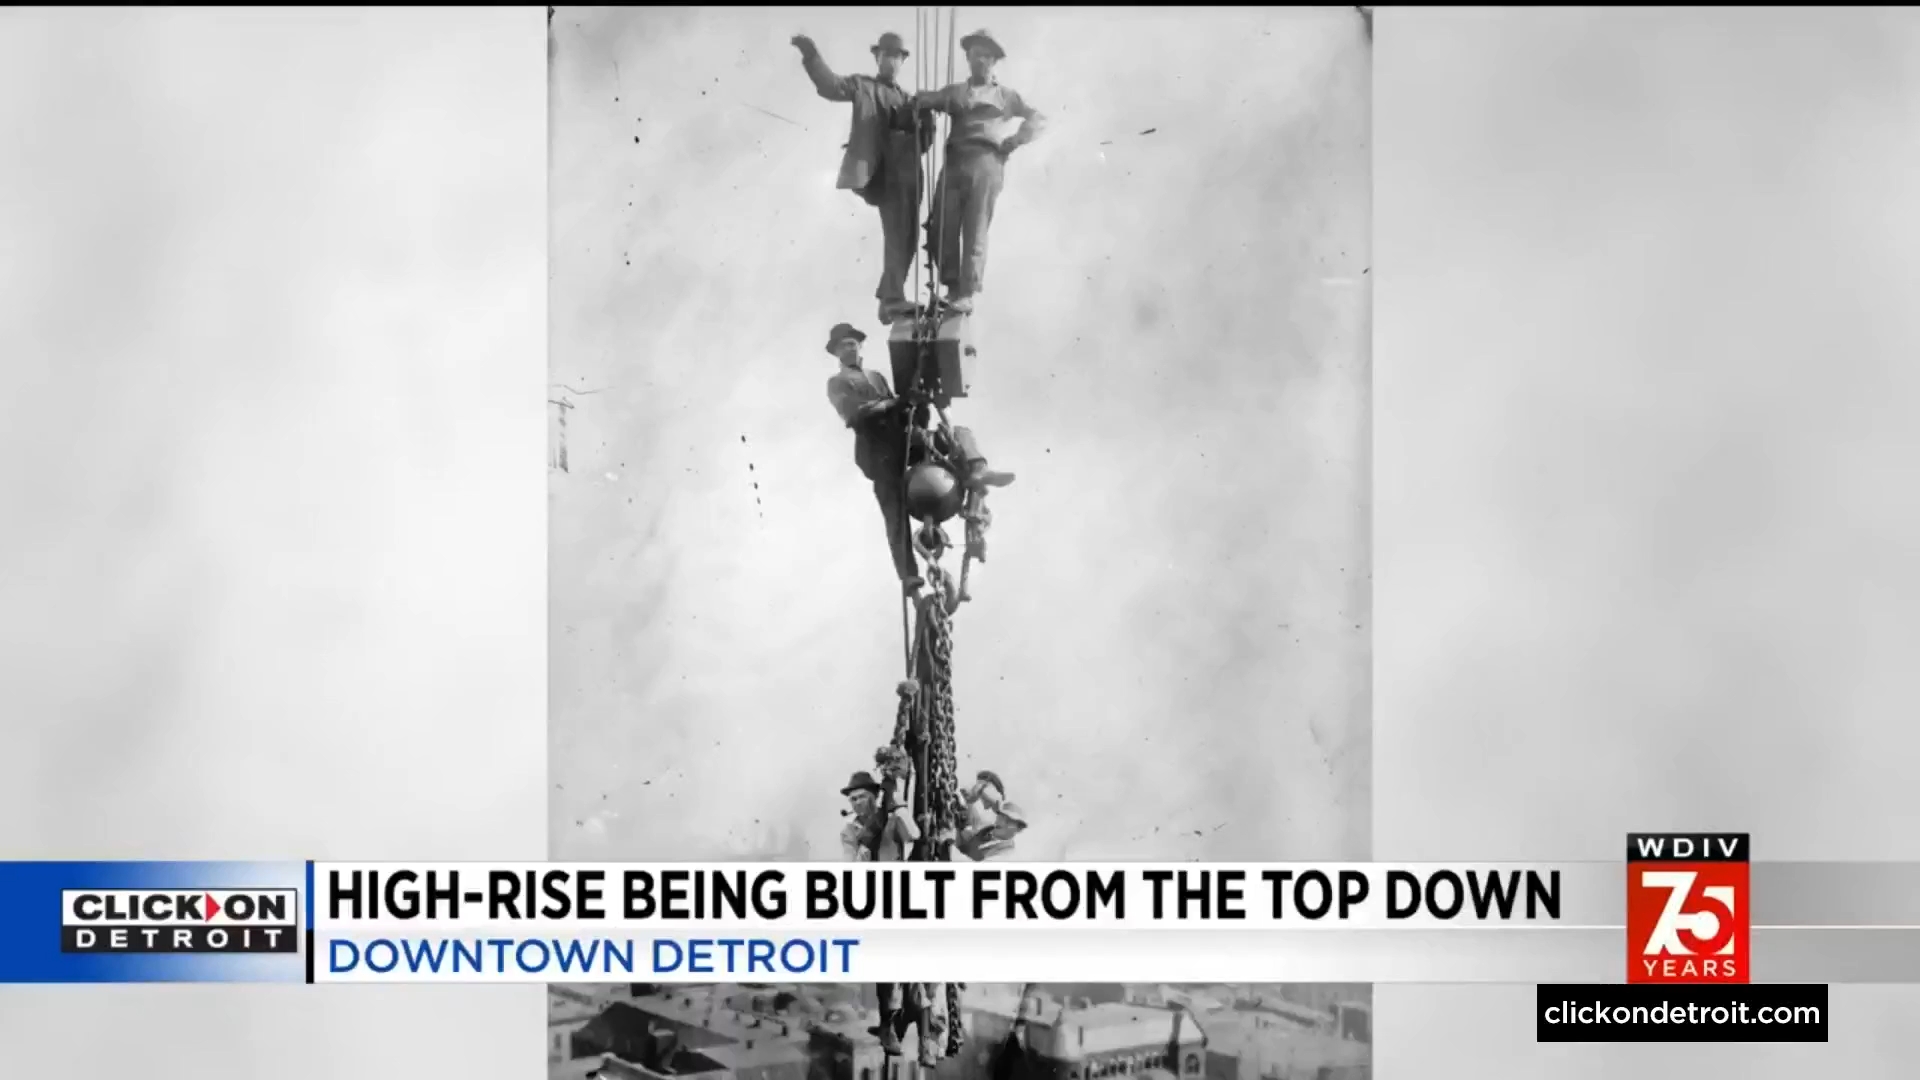 CLICK ON
DETROIT
HIGH-RISE BEING BUILT FROM THE TOP DOWN
DOWNTOWN DETROIT
WDIV
75
YEARS
clickondetroit.com